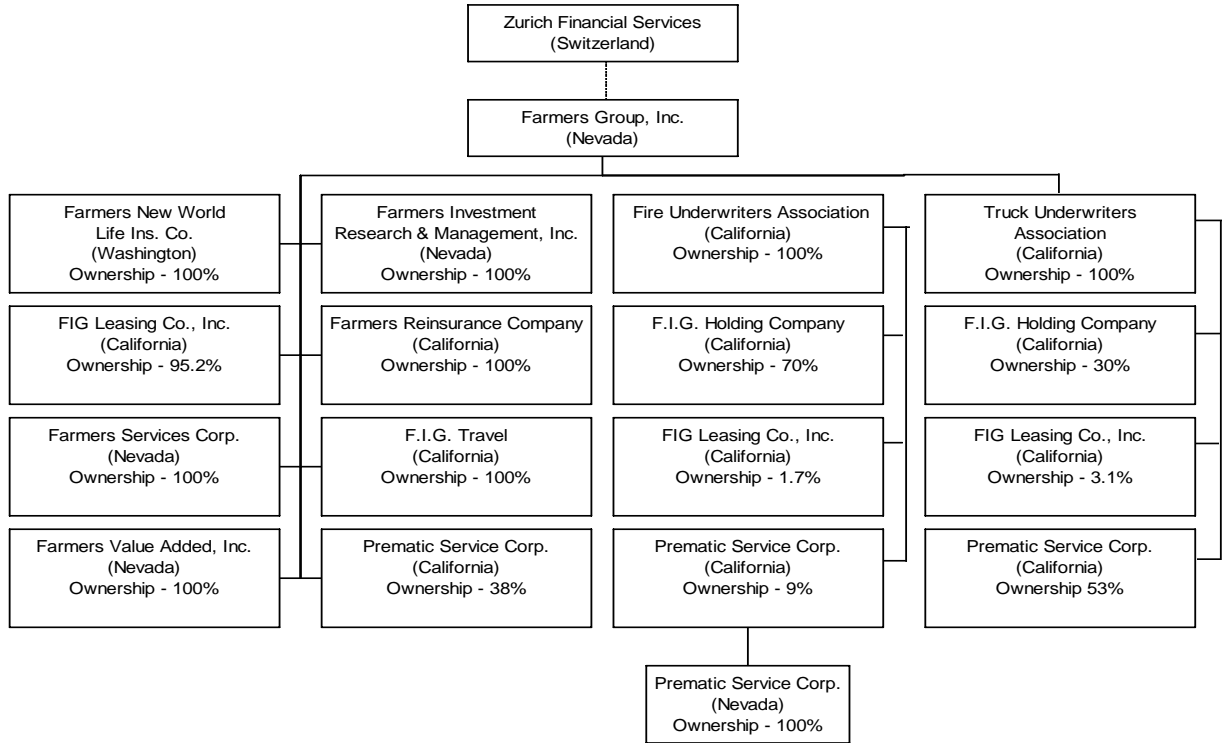 Zurich Financial Services
(Switzerland)
Farmers Group, Inc.
(Nevada)
Farmers New World
Life Ins. Co.
(Washington)
Ownership - 100%
Farmers Investment
Research & Management, Inc.
(Nevada)
Ownership - 100%
Fire Underwriters Association
(California)
Ownership - 100%
Truck Underwriters
Association
(California)
Ownership - 100%
FIG Leasing Co., Inc.
(California)
Ownership - 95.2%
Farmers Reinsurance Company
(California)
Ownership - 100%
F.I.G. Holding Company
(California)
Ownership - 70%
F.I.G. Holding Company
(California)
Ownership - 30%
Farmers Services Corp.
(Nevada)
Ownership - 100%
F.I.G. Travel
(California)
Ownership - 100%
FIG Leasing Co., Inc.
(California)
Ownership - 1.7%
FIG Leasing Co., Inc.
(California)
Ownership - 3.1%
Farmers Value Added, Inc.
(Nevada)
Ownership - 100%
Prematic Service Corp.
(California)
Ownership - 38%
Prematic Service Corp.
(California)
Ownership - 9%
Prematic Service Corp.
(California)
Ownership 53%
Prematic Service Corp.
(Nevada)
Ownership - 100%